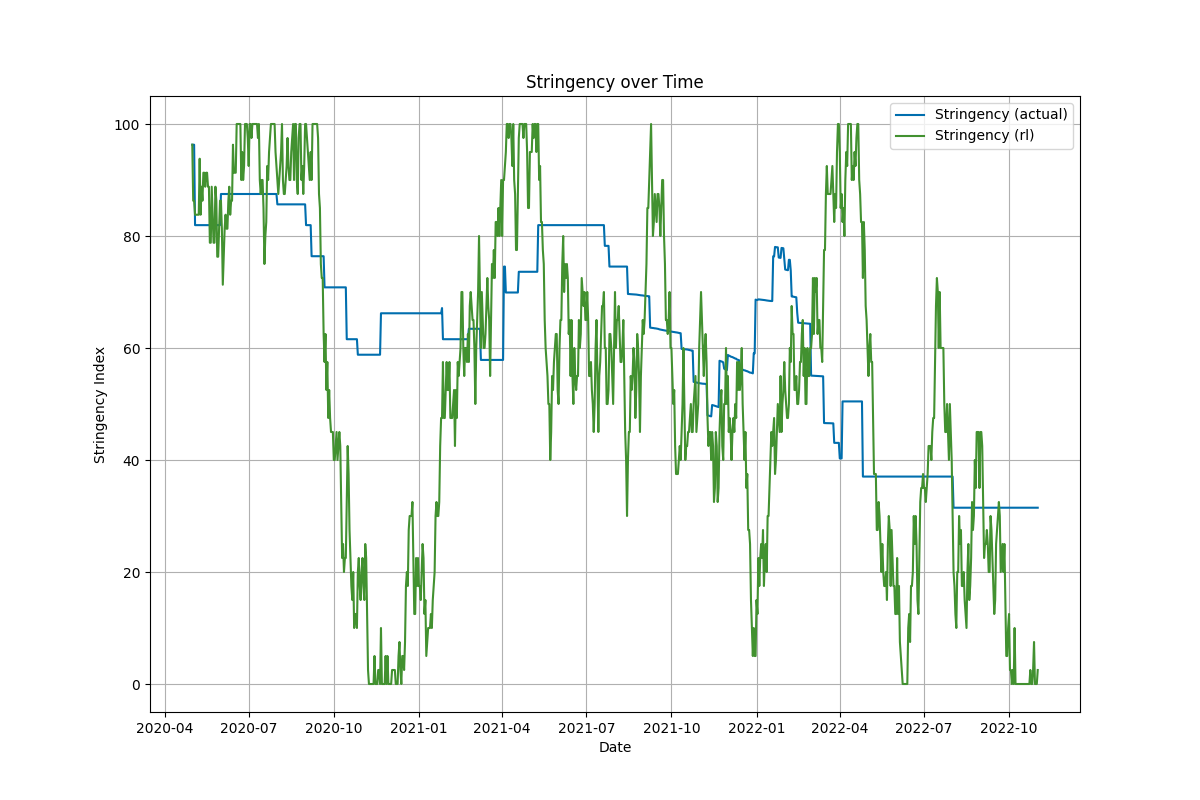 Stringency over Time
Stringency (actual)
Stringency (rl)
100
80
60
40
20
0
Stringency Index
2020-04 2020-07 2020-10 2021-01 2021-04 2021-07 2021-10 2022-01 2022-04 2022-07 2022-10
Date